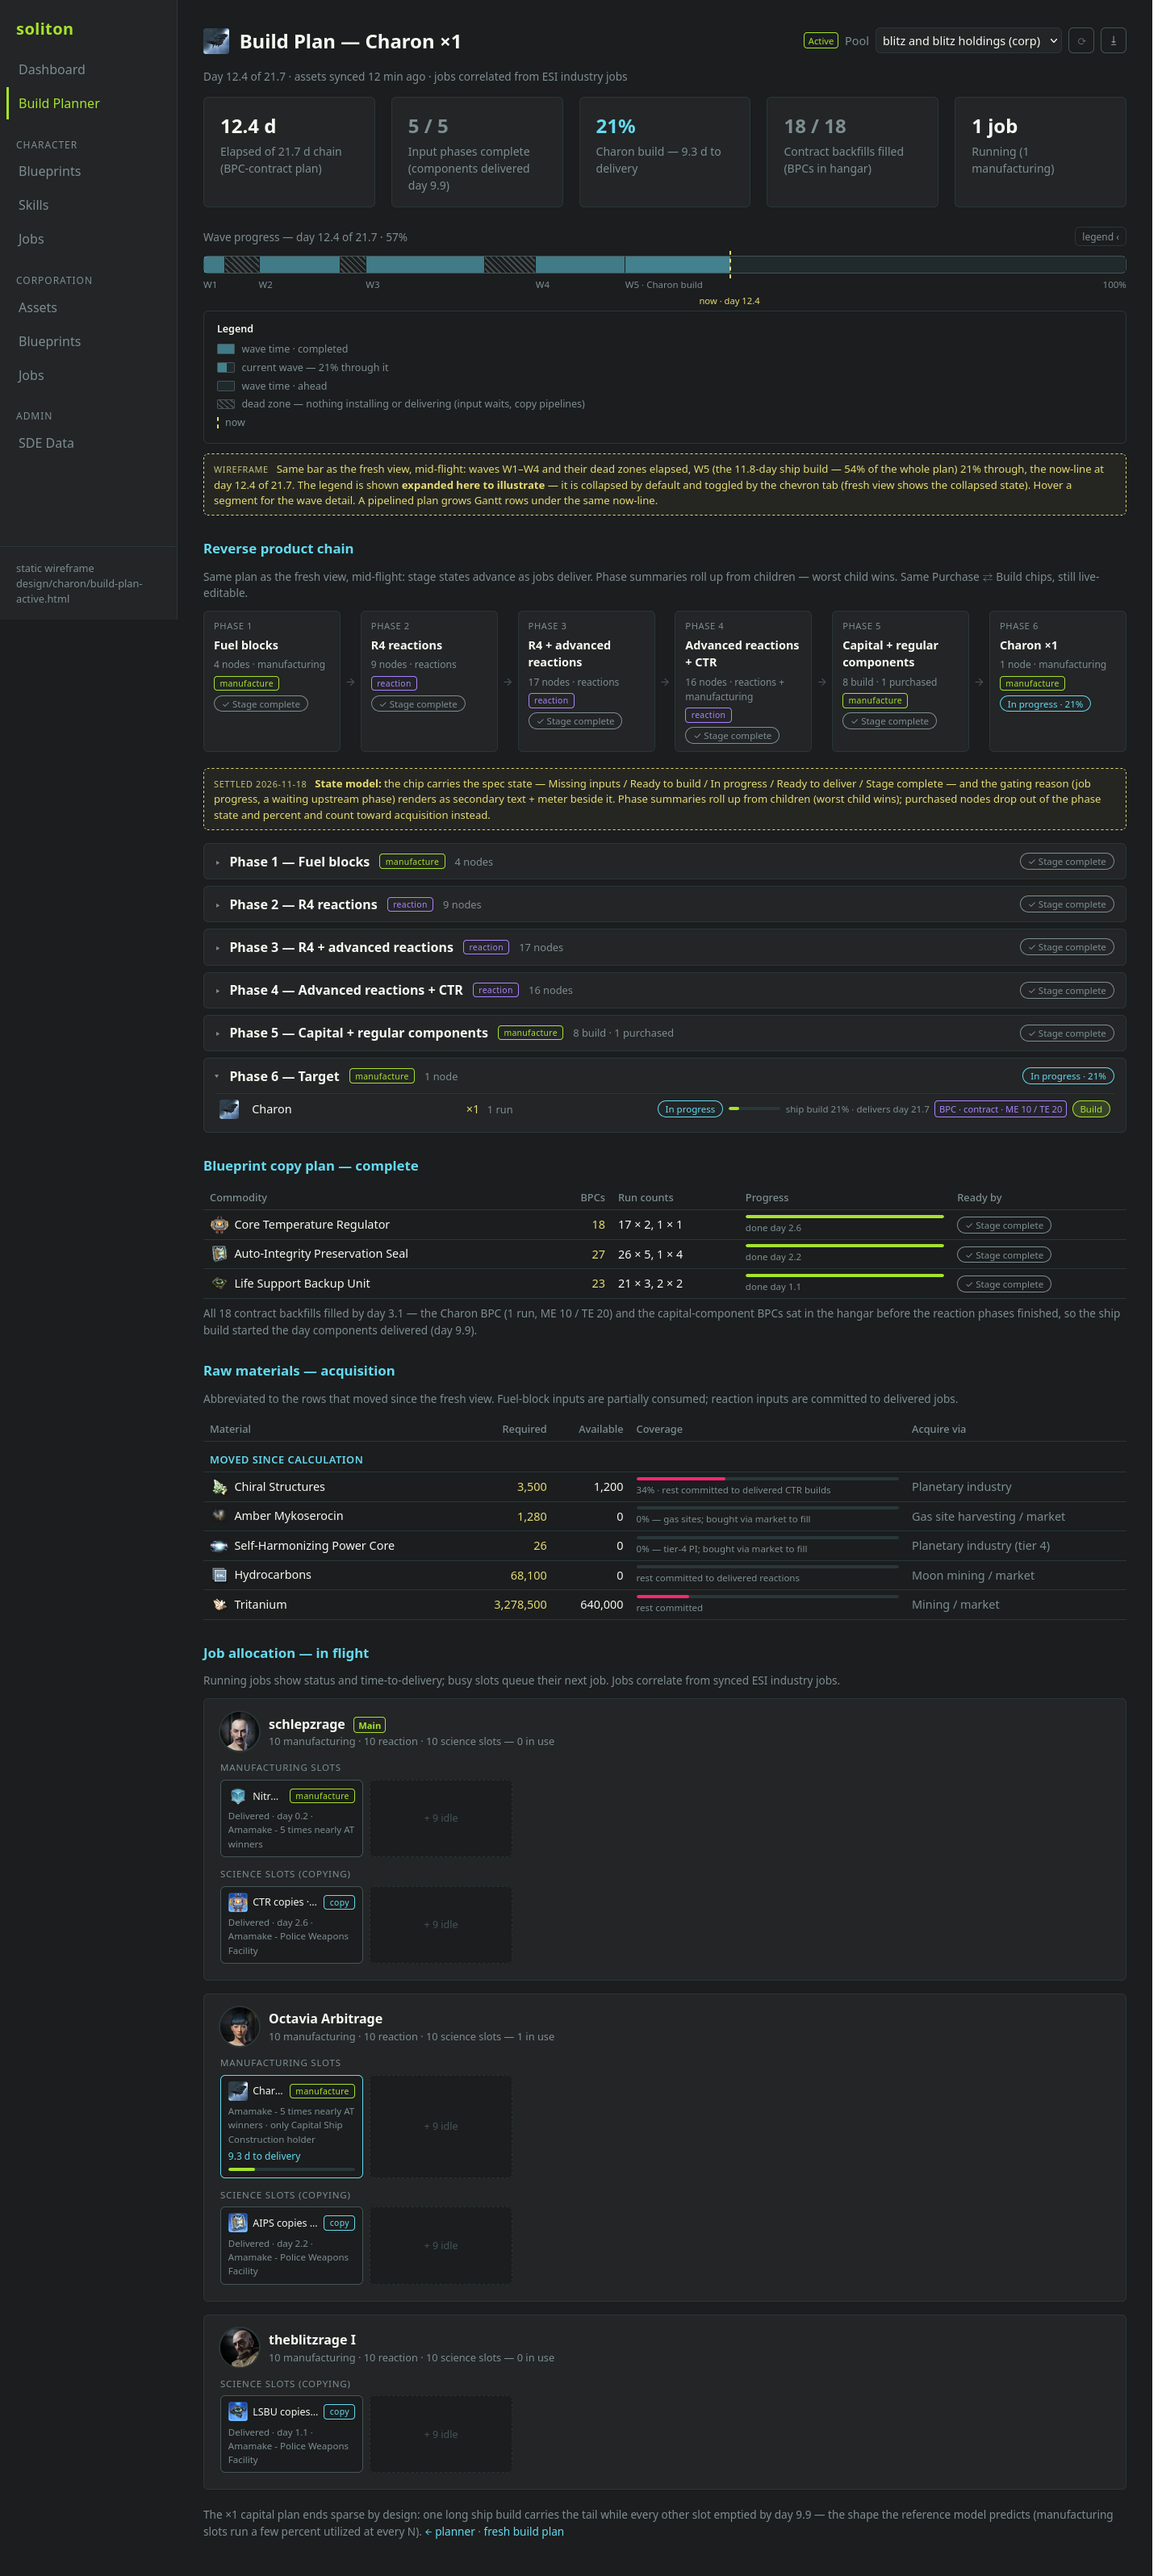 soliton
Dashboard
Build Planner
CHARACTER
Blueprints
Skills
Jobs
CORPORATION
Assets
Blueprints
Jobs
ADMIN
SDE Data
static wireframe
design/charon/build-plan-
active.html
Build Plan — Charon ×1
Active Pool blitz and blitz holdings (corp)
Day 12.4 of 21.7 · assets synced 12 min ago · jobs correlated from ESI industry jobs
12.4 d
Elapsed of 21.7 d chain
(BPC-contract plan)
5 / 5
Input phases complete
(components delivered
day 9.9)
21%
Charon build — 9.3 d to
delivery
18 / 18
Contract backfills filled
(BPCs in hangar)
1 job
Running (1
manufacturing)
Wave progress — day 12.4 of 21.7 · 57%
legend ‹
W1 W2 W3 W4 W5 · Charon build 100%
now · day 12.4
Legend
wave time · completed
current wave — 21% through it
wave time · ahead
dead zone — nothing installing or delivering (input waits, copy pipelines)
now
WIREFRAME Same bar as the fresh view, mid-flight: waves W1–W4 and their dead zones elapsed, W5 (the 11.8-day ship build — 54% of the whole plan) 21% through, the now-line at
day 12.4 of 21.7. The legend is shown expanded here to illustrate — it is collapsed by default and toggled by the chevron tab (fresh view shows the collapsed state). Hover a
segment for the wave detail. A pipelined plan grows Gantt rows under the same now-line.
Reverse product chain
Same plan as the fresh view, mid-flight: stage states advance as jobs deliver. Phase summaries roll up from children — worst child wins. Same Purchase ⇄ Build chips, still live-
editable.
PHASE 1
Fuel blocks
4 nodes · manufacturing
manufacture
✓ Stage complete
→
PHASE 2
R4 reactions
9 nodes · reactions
reaction
✓ Stage complete
→
PHASE 3
R4 + advanced
reactions
17 nodes · reactions
reaction
✓ Stage complete
→
PHASE 4
Advanced reactions
+ CTR
16 nodes · reactions +
manufacturing
reaction
✓ Stage complete
→
PHASE 5
Capital + regular
components
8 build · 1 purchased
manufacture
✓ Stage complete
→
PHASE 6
Charon ×1
1 node · manufacturing
manufacture
In progress · 21%
SETTLED 2026-11-18 State model: the chip carries the spec state — Missing inputs / Ready to build / In progress / Ready to deliver / Stage complete — and the gating reason (job
progress, a waiting upstream phase) renders as secondary text + meter beside it. Phase summaries roll up from children (worst child wins); purchased nodes drop out of the phase
state and percent and count toward acquisition instead.
Phase 1 — Fuel blocks manufacture 4 nodes ✓ Stage complete
Phase 2 — R4 reactions reaction 9 nodes ✓ Stage complete
Phase 3 — R4 + advanced reactions reaction 17 nodes ✓ Stage complete
Phase 4 — Advanced reactions + CTR reaction 16 nodes ✓ Stage complete
Phase 5 — Capital + regular components manufacture 8 build · 1 purchased ✓ Stage complete
Phase 6 — Target manufacture 1 node In progress · 21%
Charon ×1 1 run In progress ship build 21% · delivers day 21.7 BPC · contract · ME 10 / TE 20 Build
Blueprint copy plan — complete
Commodity BPCs Run counts Progress Ready by
Core Temperature Regulator 18 17 × 2, 1 × 1 done day 2.6 ✓ Stage complete
Auto-Integrity Preservation Seal 27 26 × 5, 1 × 4 done day 2.2 ✓ Stage complete
Life Support Backup Unit 23 21 × 3, 2 × 2 done day 1.1 ✓ Stage complete
All 18 contract backfills filled by day 3.1 — the Charon BPC (1 run, ME 10 / TE 20) and the capital-component BPCs sat in the hangar before the reaction phases finished, so the ship
build started the day components delivered (day 9.9).
Raw materials — acquisition
Abbreviated to the rows that moved since the fresh view. Fuel-block inputs are partially consumed; reaction inputs are committed to delivered jobs.
Material Required Available Coverage Acquire via
MOVED SINCE CALCULATION
Chiral Structures 3,500 1,200 34% · rest committed to delivered CTR builds Planetary industry
Amber Mykoserocin 1,280 0 0% — gas sites; bought via market to fill Gas site harvesting / market
Self-Harmonizing Power Core 26 0 0% — tier-4 PI; bought via market to fill Planetary industry (tier 4)
Hydrocarbons 68,100 0 rest committed to delivered reactions Moon mining / market
Tritanium 3,278,500 640,000 rest committed Mining / market
Job allocation — in flight
Running jobs show status and time-to-delivery; busy slots queue their next job. Jobs correlate from synced ESI industry jobs.
schlepzrage Main
10 manufacturing · 10 reaction · 10 science slots — 0 in use
MANUFACTURING SLOTS
Nitr… manufacture
Delivered · day 0.2 ·
Amamake - 5 times nearly AT
winners
+ 9 idle
SCIENCE SLOTS (COPYING)
CTR copies ·… copy
Delivered · day 2.6 ·
Amamake - Police Weapons
Facility
+ 9 idle
Octavia Arbitrage
10 manufacturing · 10 reaction · 10 science slots — 1 in use
MANUFACTURING SLOTS
Char… manufacture
Amamake - 5 times nearly AT
winners · only Capital Ship
Construction holder
9.3 d to delivery
+ 9 idle
SCIENCE SLOTS (COPYING)
AIPS copies … copy
Delivered · day 2.2 ·
Amamake - Police Weapons
Facility
+ 9 idle
theblitzrage I
10 manufacturing · 10 reaction · 10 science slots — 0 in use
SCIENCE SLOTS (COPYING)
LSBU copies… copy
Delivered · day 1.1 ·
Amamake - Police Weapons
Facility
+ 9 idle
The ×1 capital plan ends sparse by design: one long ship build carries the tail while every other slot emptied by day 9.9 — the shape the reference model predicts (manufacturing
slots run a few percent utilized at every N). ← planner · fresh build plan